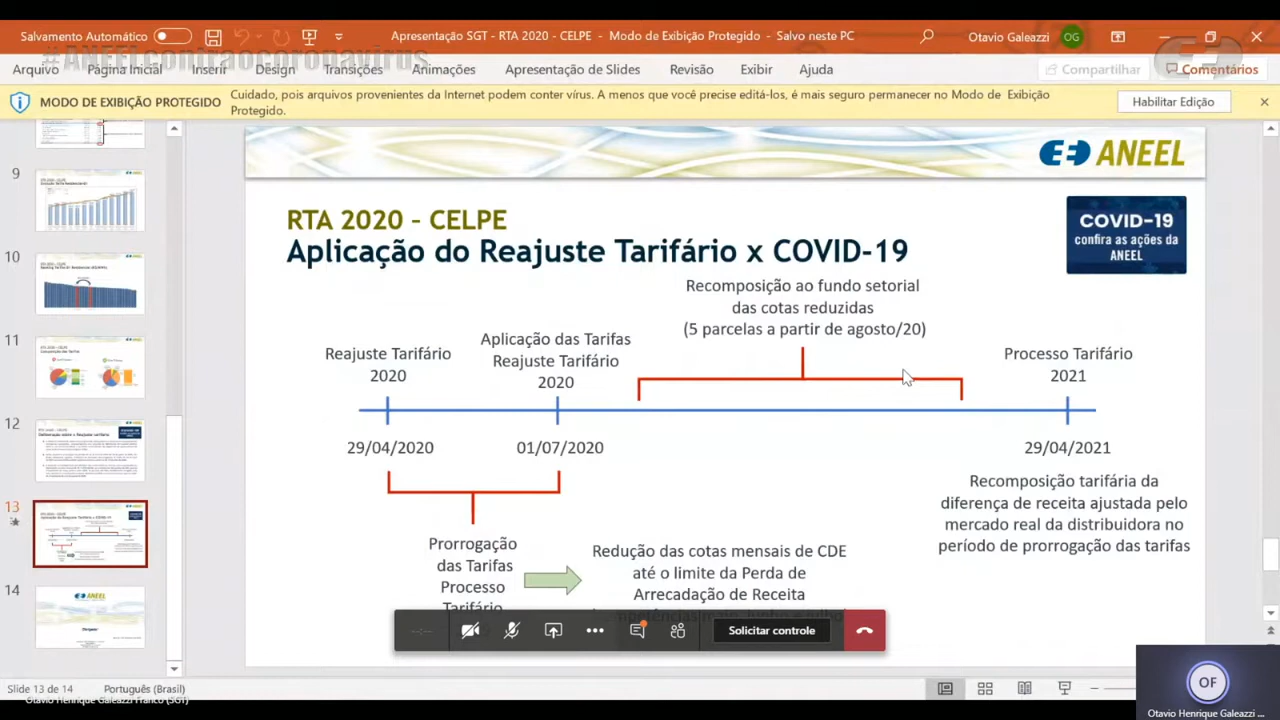 Salvamento Automático
Apresentação SGT - RTA 2020 - CELPE - Modo de Exibição Protegido - Salvo neste PC
Otavio Galeazzi
OG
#ANEELcontraocoronavirus
Arquivo
Página Inicial
Inserir
Design
Transições
Animações
Apresentação de Slides
Revisão
Exibir
Ajuda
Compartilhar
Comentários
MODO DE EXIBIÇÃO PROTEGIDO
Cuidado, pois arquivos provenientes da Internet podem conter vírus. A menos que você precise editá-los, é mais seguro permanecer no Modo de Exibição
Protegido.
Habilitar Edição
9
10
11
12
13
14
ANEEL
RTA 2020 – CELPE
Aplicação do Reajuste Tarifário x COVID-19
COVID-19
confira as ações da
ANEEL
Recomposição ao fundo setorial
das cotas reduzidas
(5 parcelas a partir de agosto/20)
Reajuste Tarifário
2020
Aplicação das Tarifas
Reajuste Tarifário
2020
Processo Tarifário
2021
29/04/2020
01/07/2020
29/04/2021
Recomposição tarifária da
diferença de receita ajustada pelo
mercado real da distribuidora no
período de prorrogação das tarifas
Prorrogação
das Tarifas
Processo
Tarifário
Redução das cotas mensais de CDE
até o limite da Perda de
Arrecadação de Receita
Solicitar controle
OF
Otavio Henrique Galeazzi ...
Slide 13 de 14
Português (Brasil)
Otavio Henrique Galeazzi Franco (SGT)